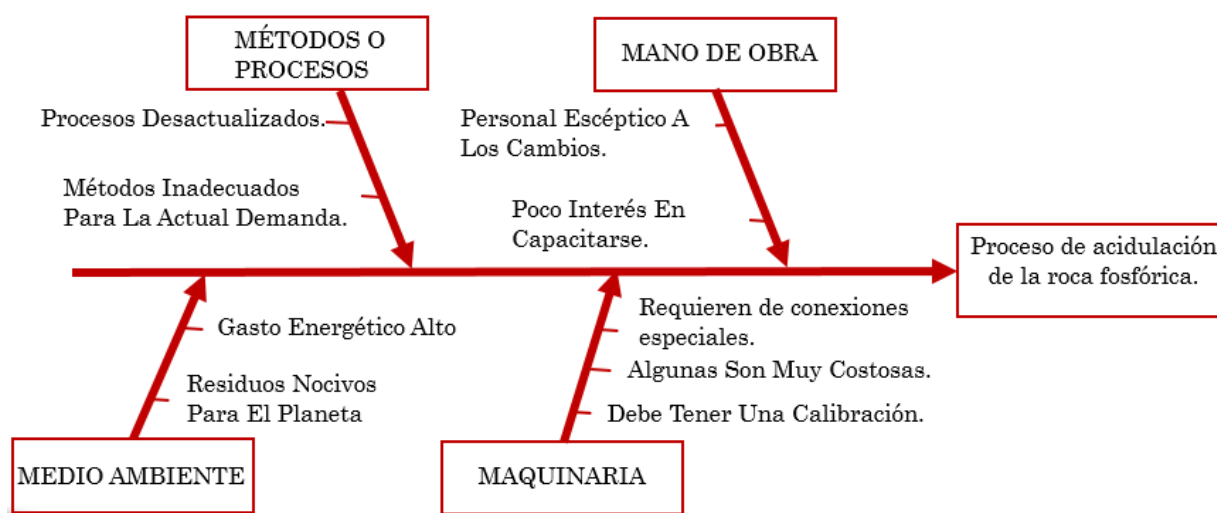 MÉTODOS O
PROCESOS
MANO DE OBRA
Procesos Desactualizados.
Personal Escéptico A
Los Cambios.
Métodos Inadecuados
Para La Actual Demanda.
Poco Interés En
Capacitarse.
Proceso de acidulación
de la roca fosfórica.
Gasto Energético Alto
Requieren de conexiones
especiales.
Residuos Nocivos
Para El Planeta
Algunas Son Muy Costosas.
Debe Tener Una Calibración.
MEDIO AMBIENTE
MAQUINARIA